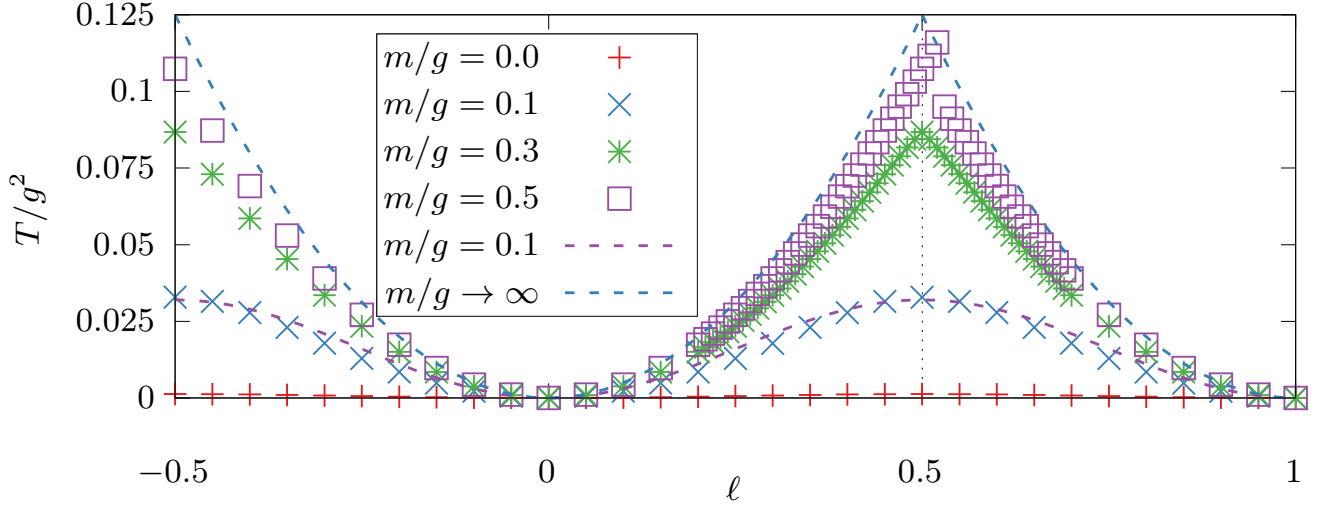 0.125
0.1
0.075
0.05
0.025
0
T/g²
m/g = 0.0
m/g = 0.1
m/g = 0.3
m/g = 0.5
m/g = 0.1
m/g → ∞
−0.5 0 0.5 1
ℓ